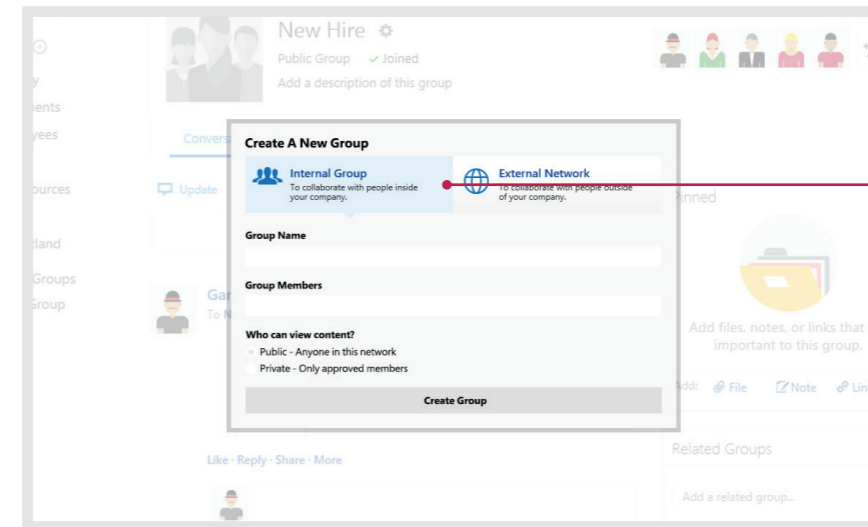 New Hire
Public Group Joined
Add a description of this group
Create A New Group
Internal Group
To collaborate with people inside
your company.
External Network
To collaborate with people outside
of your company.
Group Name
Group Members
Who can view content?
Public - Anyone in this network
Private - Only approved members
Create Group
Update
Like · Reply · Share · More
Add files, notes, or links that
important to this group.
File Note
Related Groups
Add a related group...
Groups